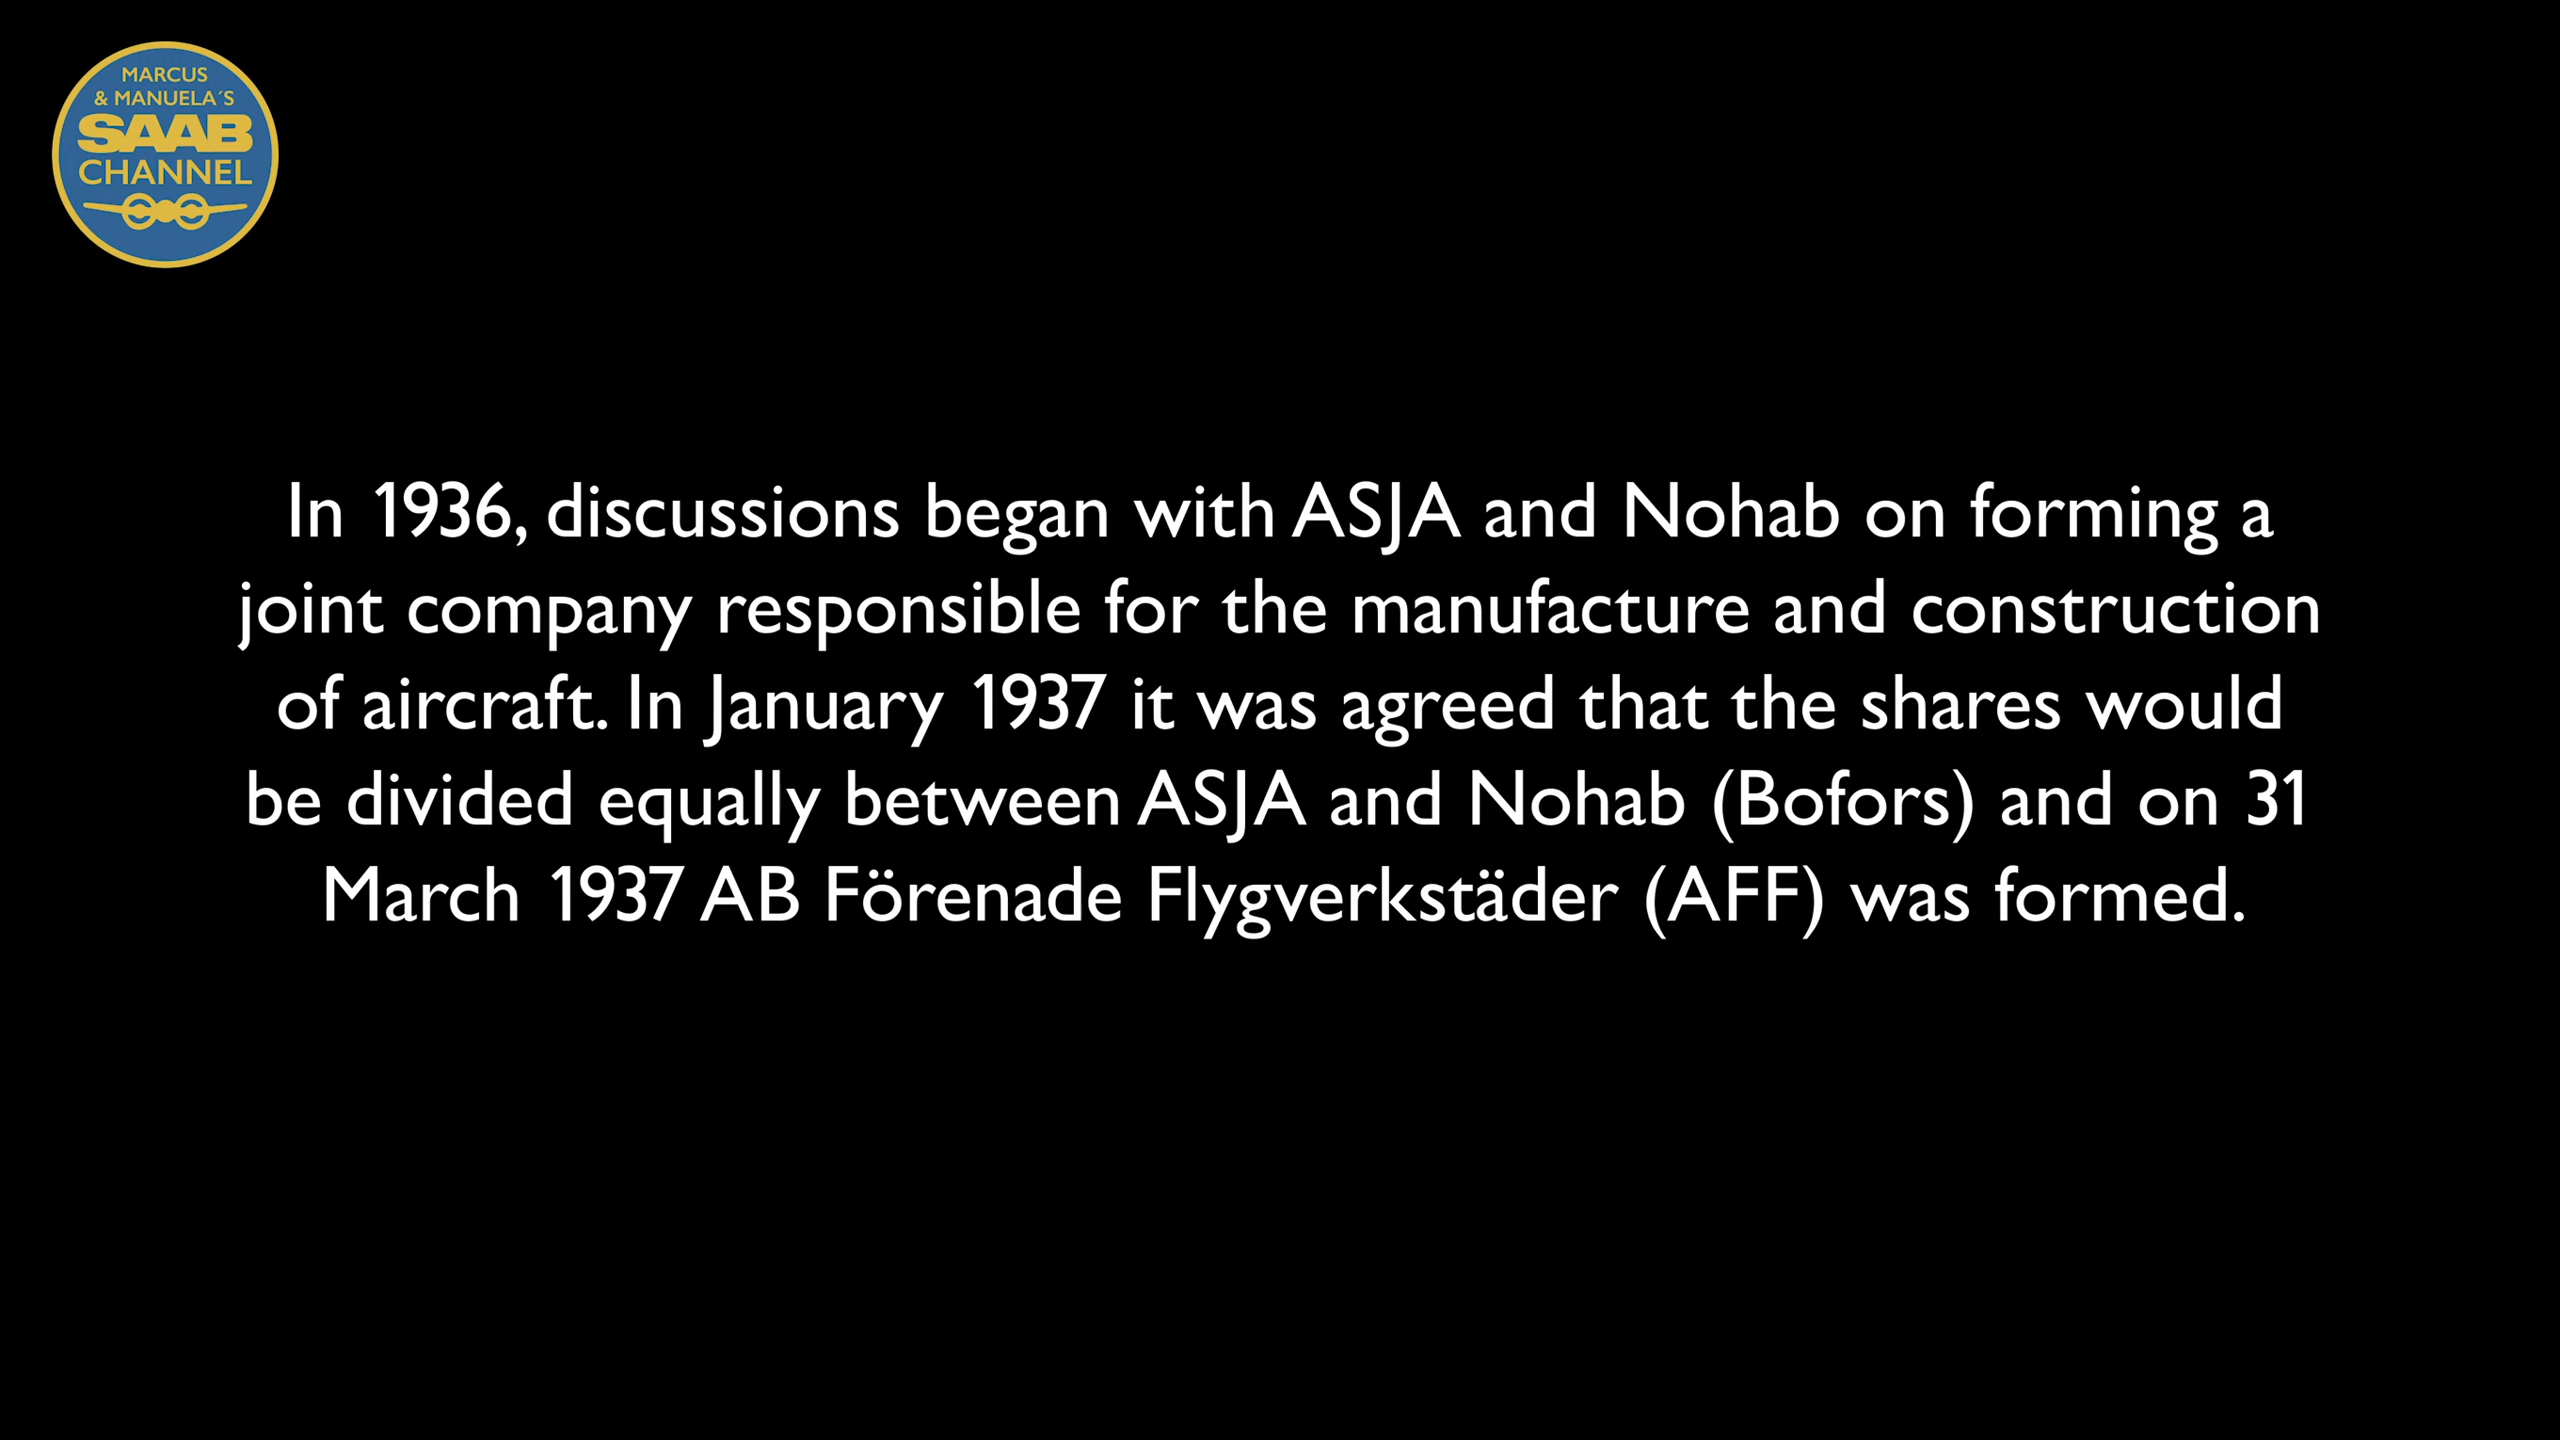 MARCUS
& MANUELA´S
SAAB
CHANNEL
In 1936, discussions began with ASJA and Nohab on forming a
joint company responsible for the manufacture and construction
of aircraft. In January 1937 it was agreed that the shares would
be divided equally between ASJA and Nohab (Bofors) and on 31
March 1937 AB Förenade Flygverkstäder (AFF) was formed.